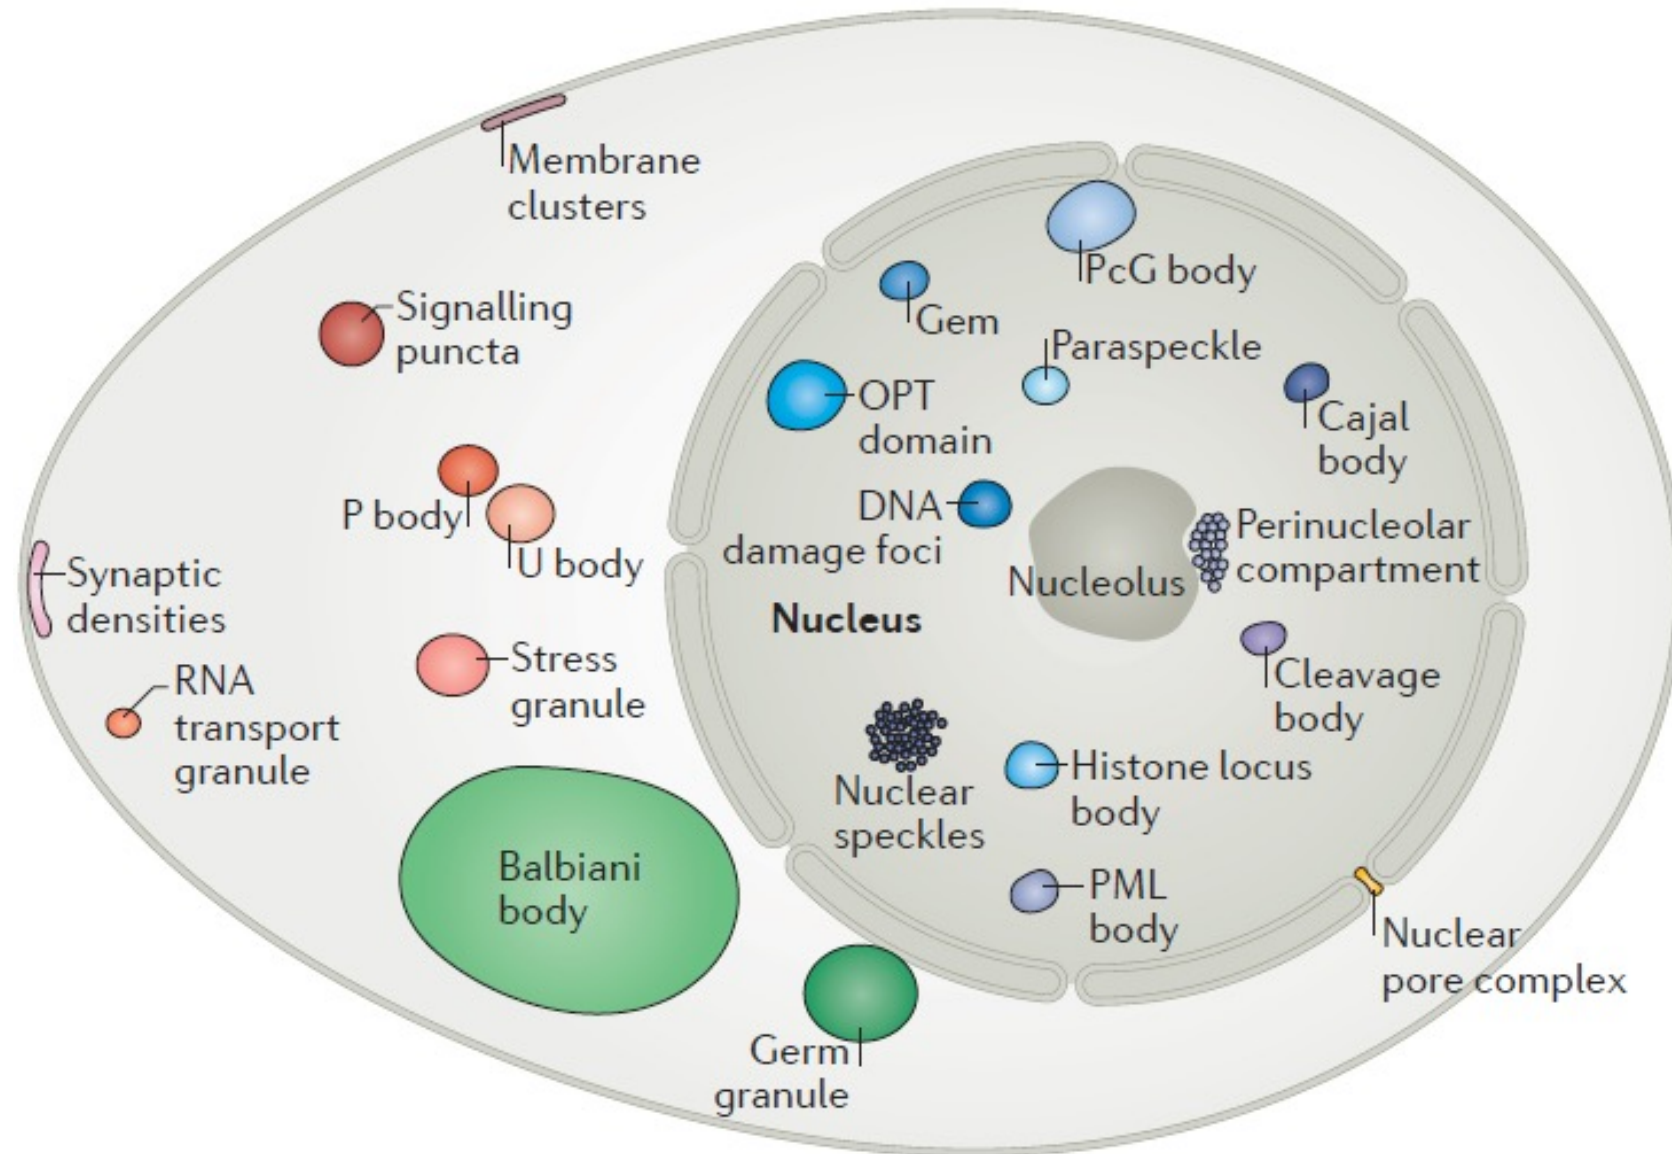 Membrane
clusters
Signalling
puncta
P body
U body
Synaptic
densities
RNA
transport
granule
Stress
granule
Balbiani
body
Germ
granule
PcG body
Gem
Paraspeckle
OPT
domain
Cajal
body
DNA
damage foci
Nucleolus
Perinucleolar
compartment
Nucleus
Cleavage
body
Nuclear
speckles
Histone locus
body
PML
body
Nuclear
pore complex